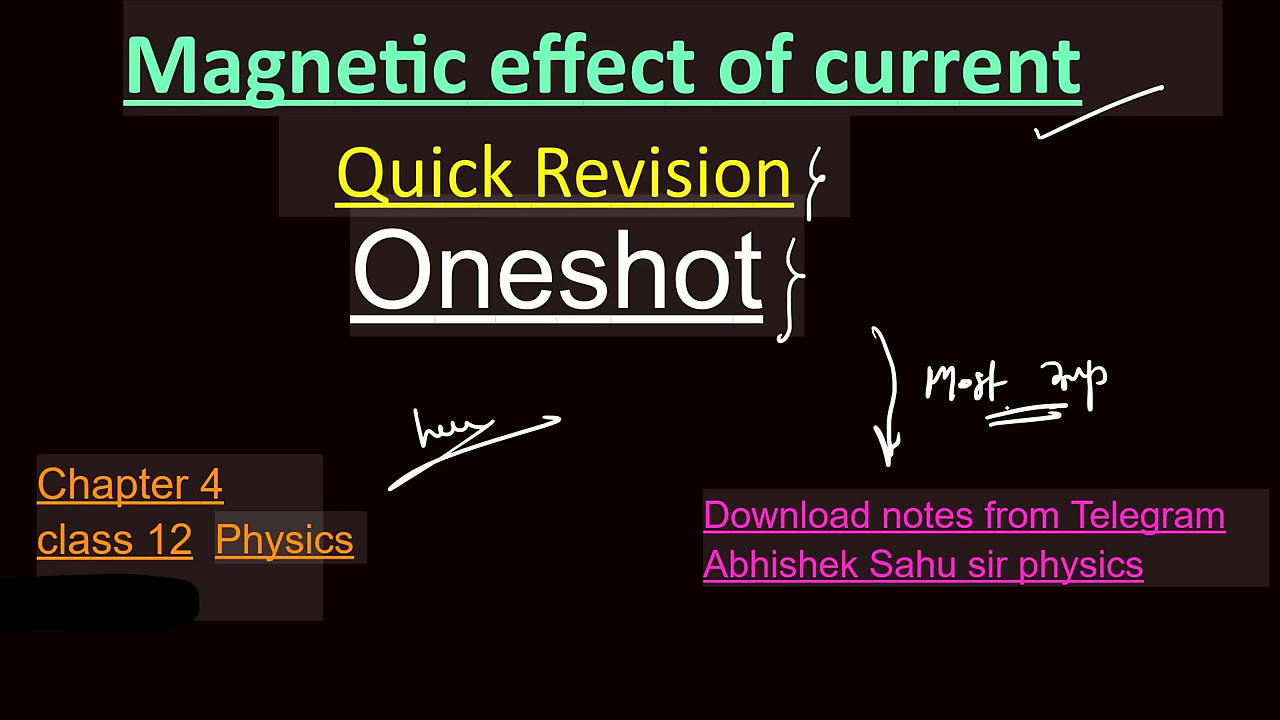 Magnetic effect of current
Quick Revision
Oneshot
Most Imp
Chapter 4
class 12 Physics
Download notes from Telegram
Abhishek Sahu sir physics